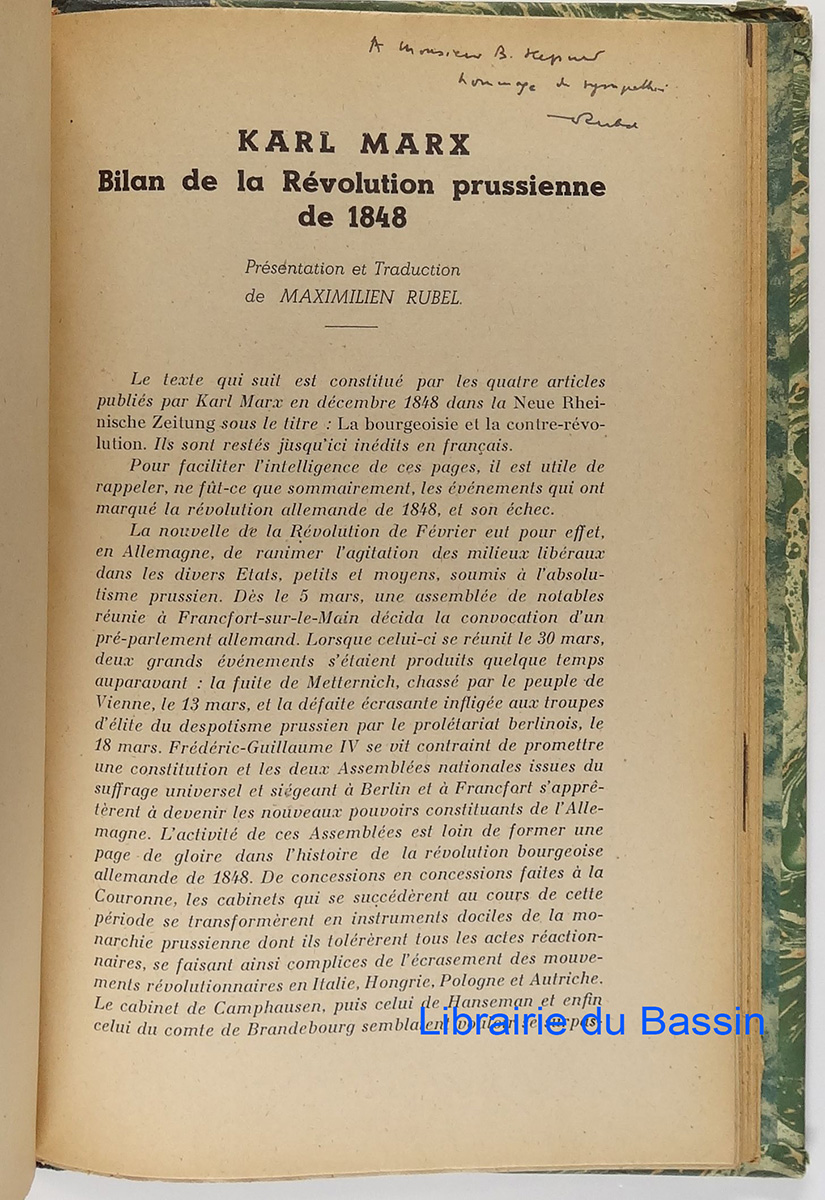 A Monsieur B. Hepner
hommage de sympathie
Rubel
KARL MARX
Bilan de la Révolution prussienne
de 1848
Présentation et Traduction
de MAXIMILIEN RUBEL.
Le texte qui suit est constitué par les quatre articles
publiés par Karl Marx en décembre 1848 dans la Neue Rhei-
nische Zeitung sous le titre : La bourgeoisie et la contre-révo-
lution. Ils sont restés jusqu'ici inédits en français.
Pour faciliter l'intelligence de ces pages, il est utile de
rappeler, ne fût-ce que sommairement, les événements qui ont
marqué la révolution allemande de 1848, et son échec.
La nouvelle de la Révolution de Février eut pour effet,
en Allemagne, de ranimer l'agitation des milieux libéraux
dans les divers Etats, petits et moyens, soumis à l'absolu-
tisme prussien. Dès le 5 mars, une assemblée de notables
réunie à Francfort-sur-le-Main décida la convocation d'un
pré-parlement allemand. Lorsque celui-ci se réunit le 30 mars,
deux grands événements s'étaient produits quelque temps
auparavant : la fuite de Metternich, chassé par le peuple de
Vienne, le 13 mars, et la défaite écrasante infligée aux troupes
d'élite du despotisme prussien par le prolétariat berlinois, le
18 mars. Frédéric-Guillaume IV se vit contraint de promettre
une constitution et les deux Assemblées nationales issues du
suffrage universel et siégeant à Berlin et à Francfort s'apprê-
tèrent à devenir les nouveaux pouvoirs constituants de l'Alle-
magne. L'activité de ces Assemblées est loin de former une
page de gloire dans l'histoire de la révolution bourgeoise
allemande de 1848. De concessions en concessions faites à la
Couronne, les cabinets qui se succédèrent au cours de cette
période se transformèrent en instruments dociles de la mo-
narchie prussienne dont ils tolérèrent tous les actes réaction-
naires, se faisant ainsi complices de l'écrasement des mouve-
ments révolutionnaires en Italie, Hongrie, Pologne et Autriche.
Le cabinet de Camphausen, puis celui de Hanseman et enfin
celui du comte de Brandebourg semblaient vouloir se surpas-
Librairie du Bassin